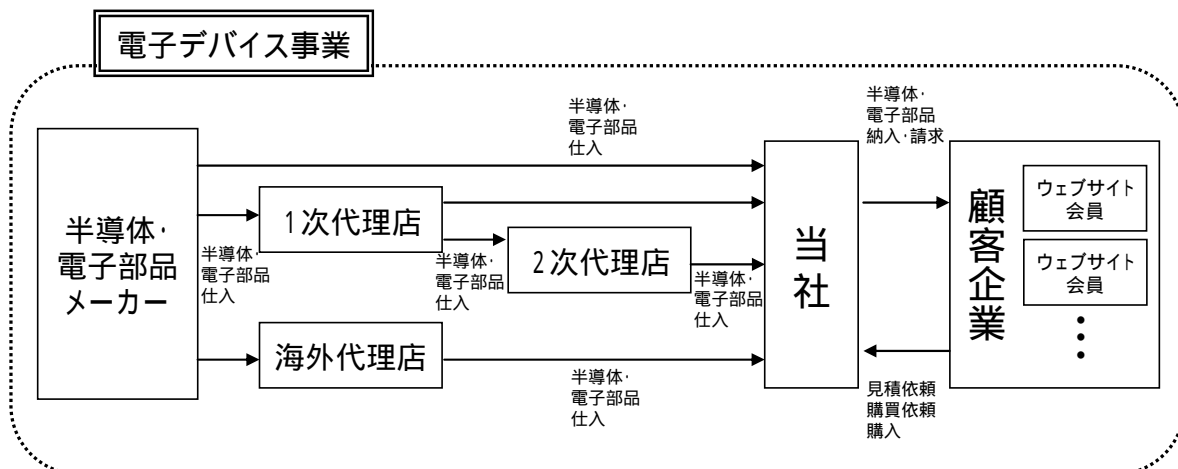 電子デバイス事業
半導体・
電子部品
仕入
半導体・
電子部品
納入・請求
半導体・
電子部品
メーカー
1次代理店
半導体・
電子部品
仕入
半導体・
電子部品
仕入
2次代理店
半導体・
電子部品
仕入
海外代理店
半導体・
電子部品
仕入
当社
顧客企業
ウェブサイト
会員
ウェブサイト
会員
見積依頼
購買依頼
購入